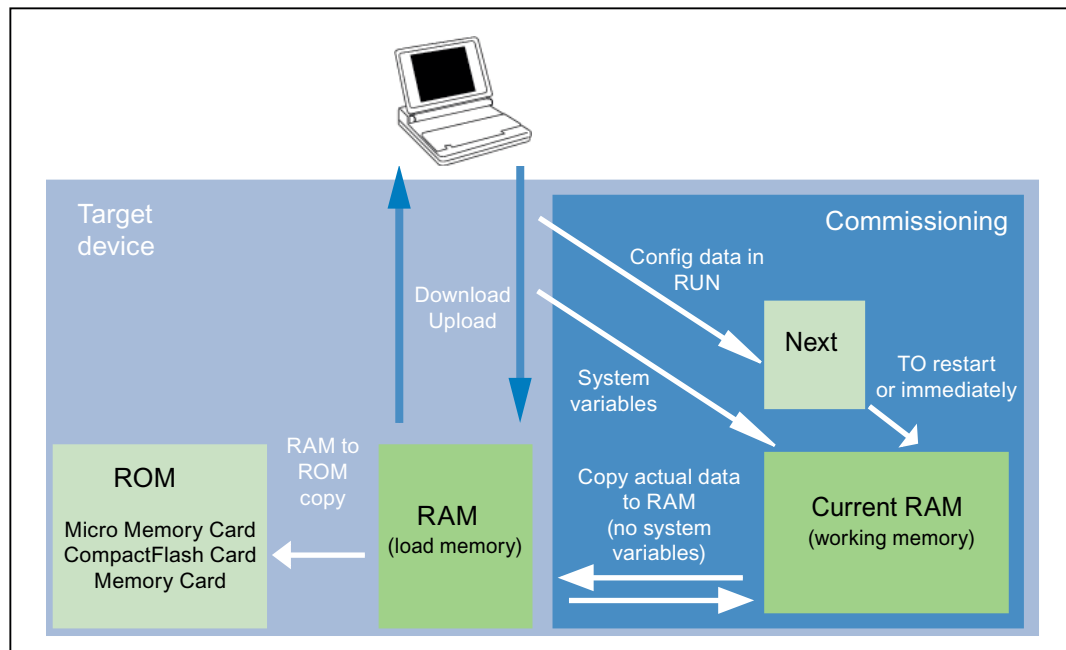 Target
device
Commissioning
Config data in
RUN
Download
Upload
Next
System
variables
TO restart
or immediately
RAM to
ROM
copy
ROM
Micro Memory Card
CompactFlash Card
Memory Card
RAM
(load memory)
Copy actual data
to RAM
(no system
variables)
Current RAM
(working memory)